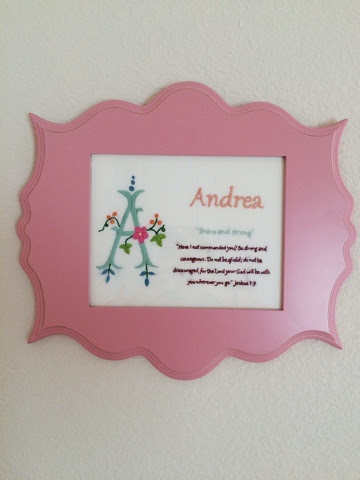 A
Andrea
"Brave and strong"
"Have I not commanded you? Be strong and
courageous. Do not be afraid; do not be
discouraged, for the Lord your God will be with
you wherever you go." Joshua 1:9